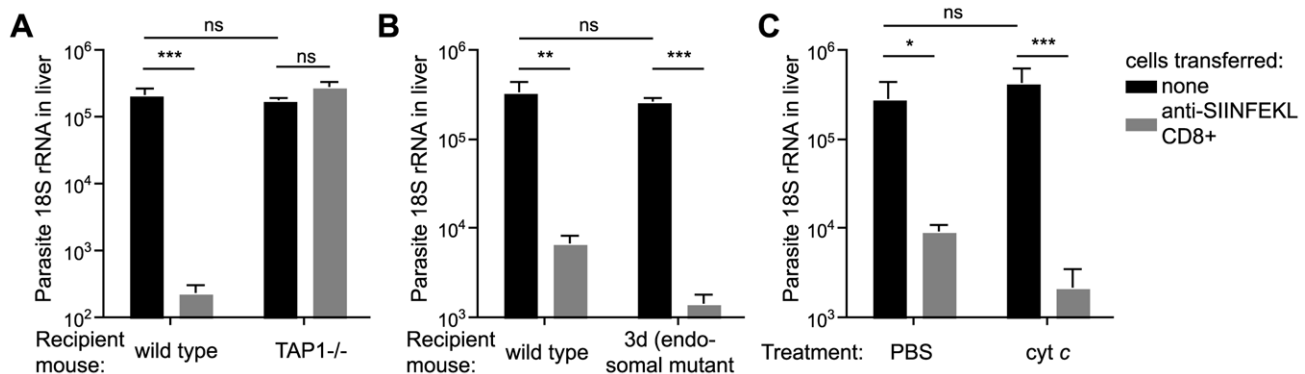 A
ns
***
ns
Parasite 18S rRNA in liver
10^6
10^5
10^4
10^3
10^2
Recipient
mouse:
wild type
TAP1-/-
B
ns
**
***
Parasite 18S rRNA in liver
10^6
10^5
10^4
10^3
Recipient
mouse:
wild type
3d (endo-
somal mutant
C
ns
*
***
Parasite 18S rRNA in liver
10^6
10^5
10^4
10^3
Treatment:
PBS
cyt c
cells transferred:
none
anti-SIINFEKL
CD8+